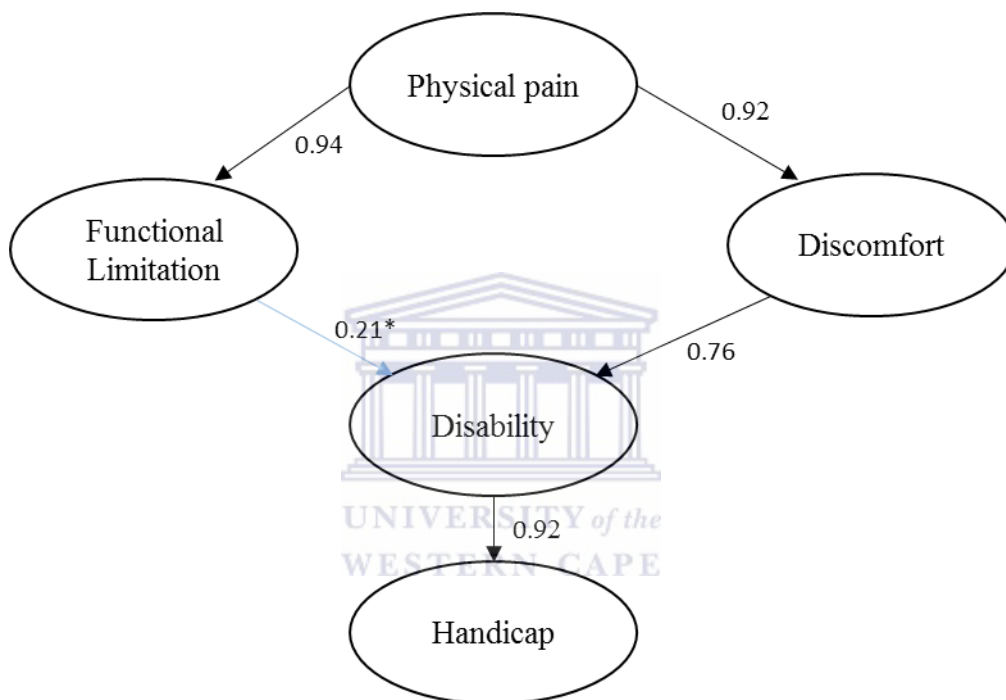 Physical pain
0.94
0.92
Functional
Limitation
Discomfort
0.21*
0.76
Disability
UNIVERSITY of the
0.92
WESTERN CAPE
Handicap